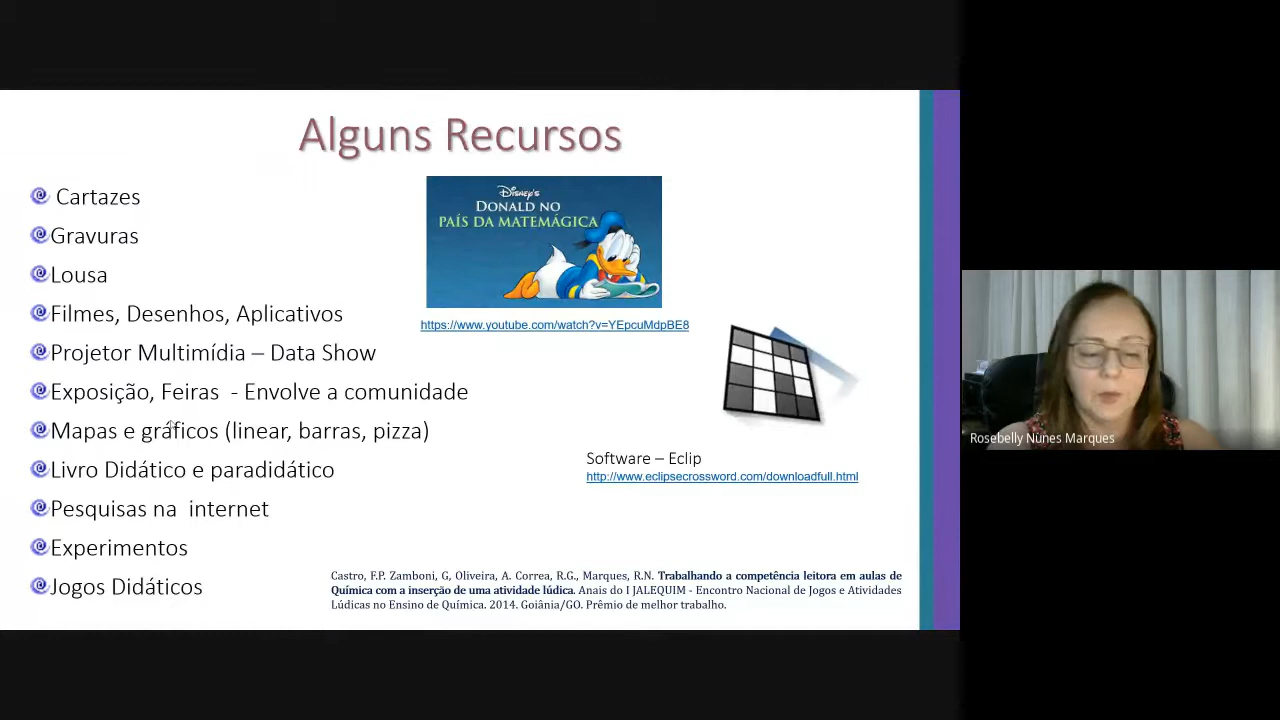 Alguns Recursos
Cartazes
Gravuras
Lousa
Filmes, Desenhos, Aplicativos
Projetor Multimídia – Data Show
Exposição, Feiras - Envolve a comunidade
Mapas e gráficos (linear, barras, pizza)
Livro Didático e paradidático
Pesquisas na internet
Experimentos
Jogos Didáticos
Disney's
DONALD NO
PAÍS DA MATEMÁGICA
https://www.youtube.com/watch?v=YEpcuMdpBE8
Software – Eclip
http://www.eclipsecrossword.com/downloadfull.html
Castro, F.P. Zamboni, G, Oliveira, A. Correa, R.G., Marques, R.N. Trabalhando a competência leitora em aulas de
Química com a inserção de uma atividade lúdica. Anais do I JALEQUIM - Encontro Nacional de Jogos e Atividades
Lúdicas no Ensino de Química. 2014. Goiânia/GO. Prêmio de melhor trabalho.
Rosebelly Nunes Marques